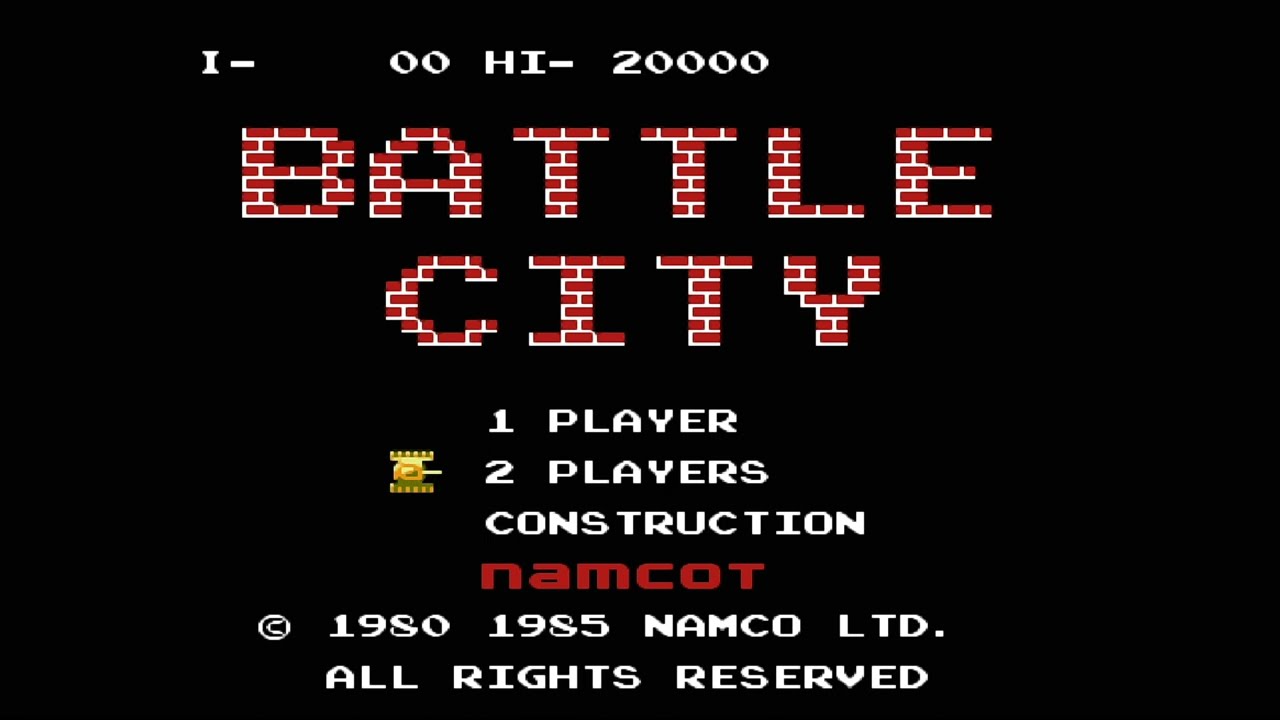 I- 00 HI- 20000
BATTLE
CITY
1 PLAYER
2 PLAYERS
CONSTRUCTION
namcot
© 1980 1985 NAMCO LTD.
ALL RIGHTS RESERVED